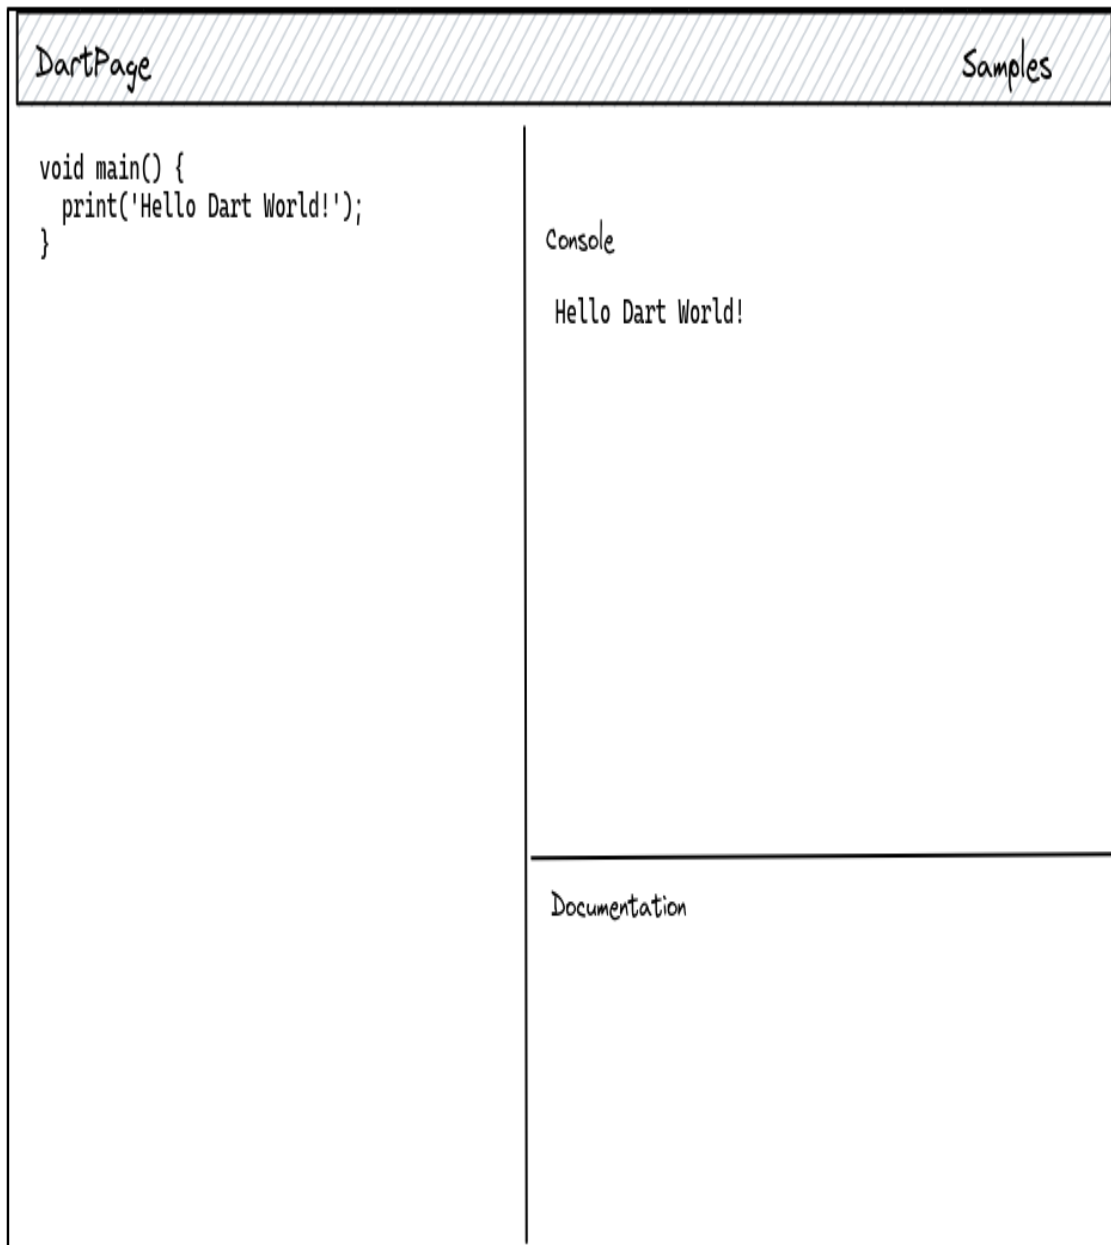 DartPage
Samples
void main() {
  print('Hello Dart World!');
}
Console
Hello Dart World!
Documentation